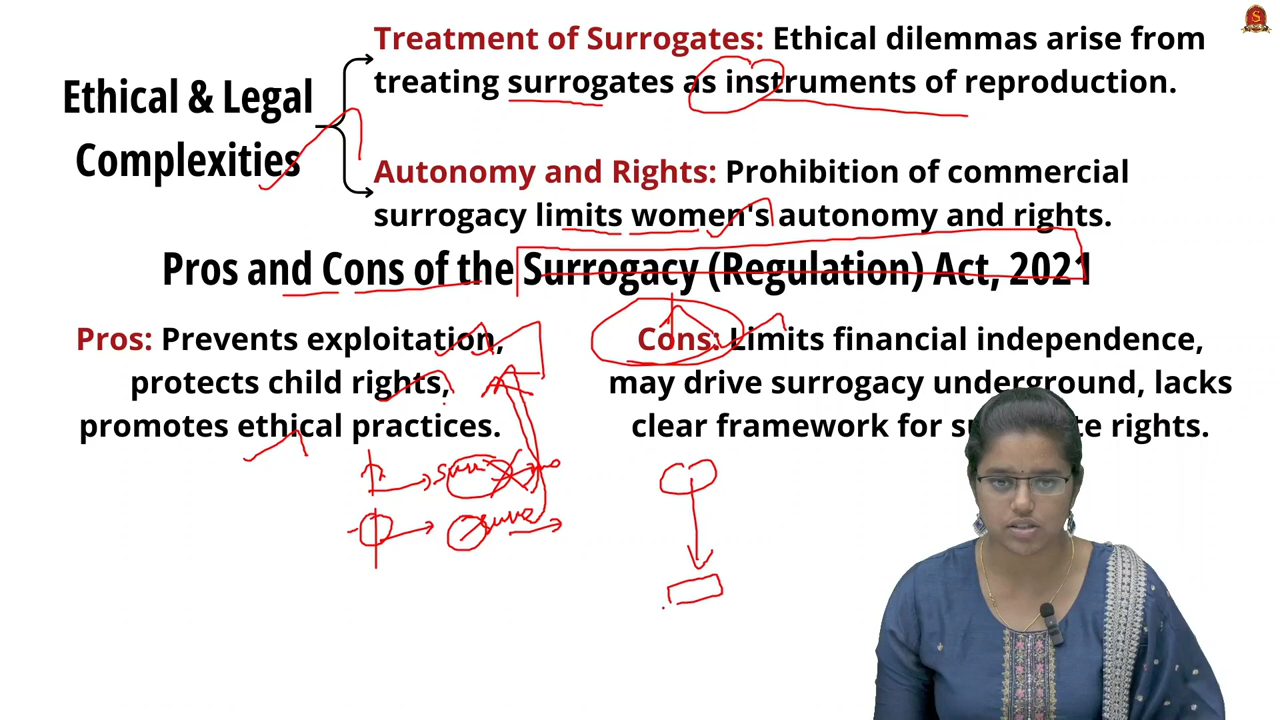 Treatment of Surrogates: Ethical dilemmas arise from
treating surrogates as instruments of reproduction.
Ethical & Legal
Complexities
Autonomy and Rights: Prohibition of commercial
surrogacy limits women's autonomy and rights.
Pros and Cons of the Surrogacy (Regulation) Act, 2021
Pros: Prevents exploitation,
protects child rights,
promotes ethical practices.
Cons: Limits financial independence,
may drive surrogacy underground, lacks
clear framework for rights.